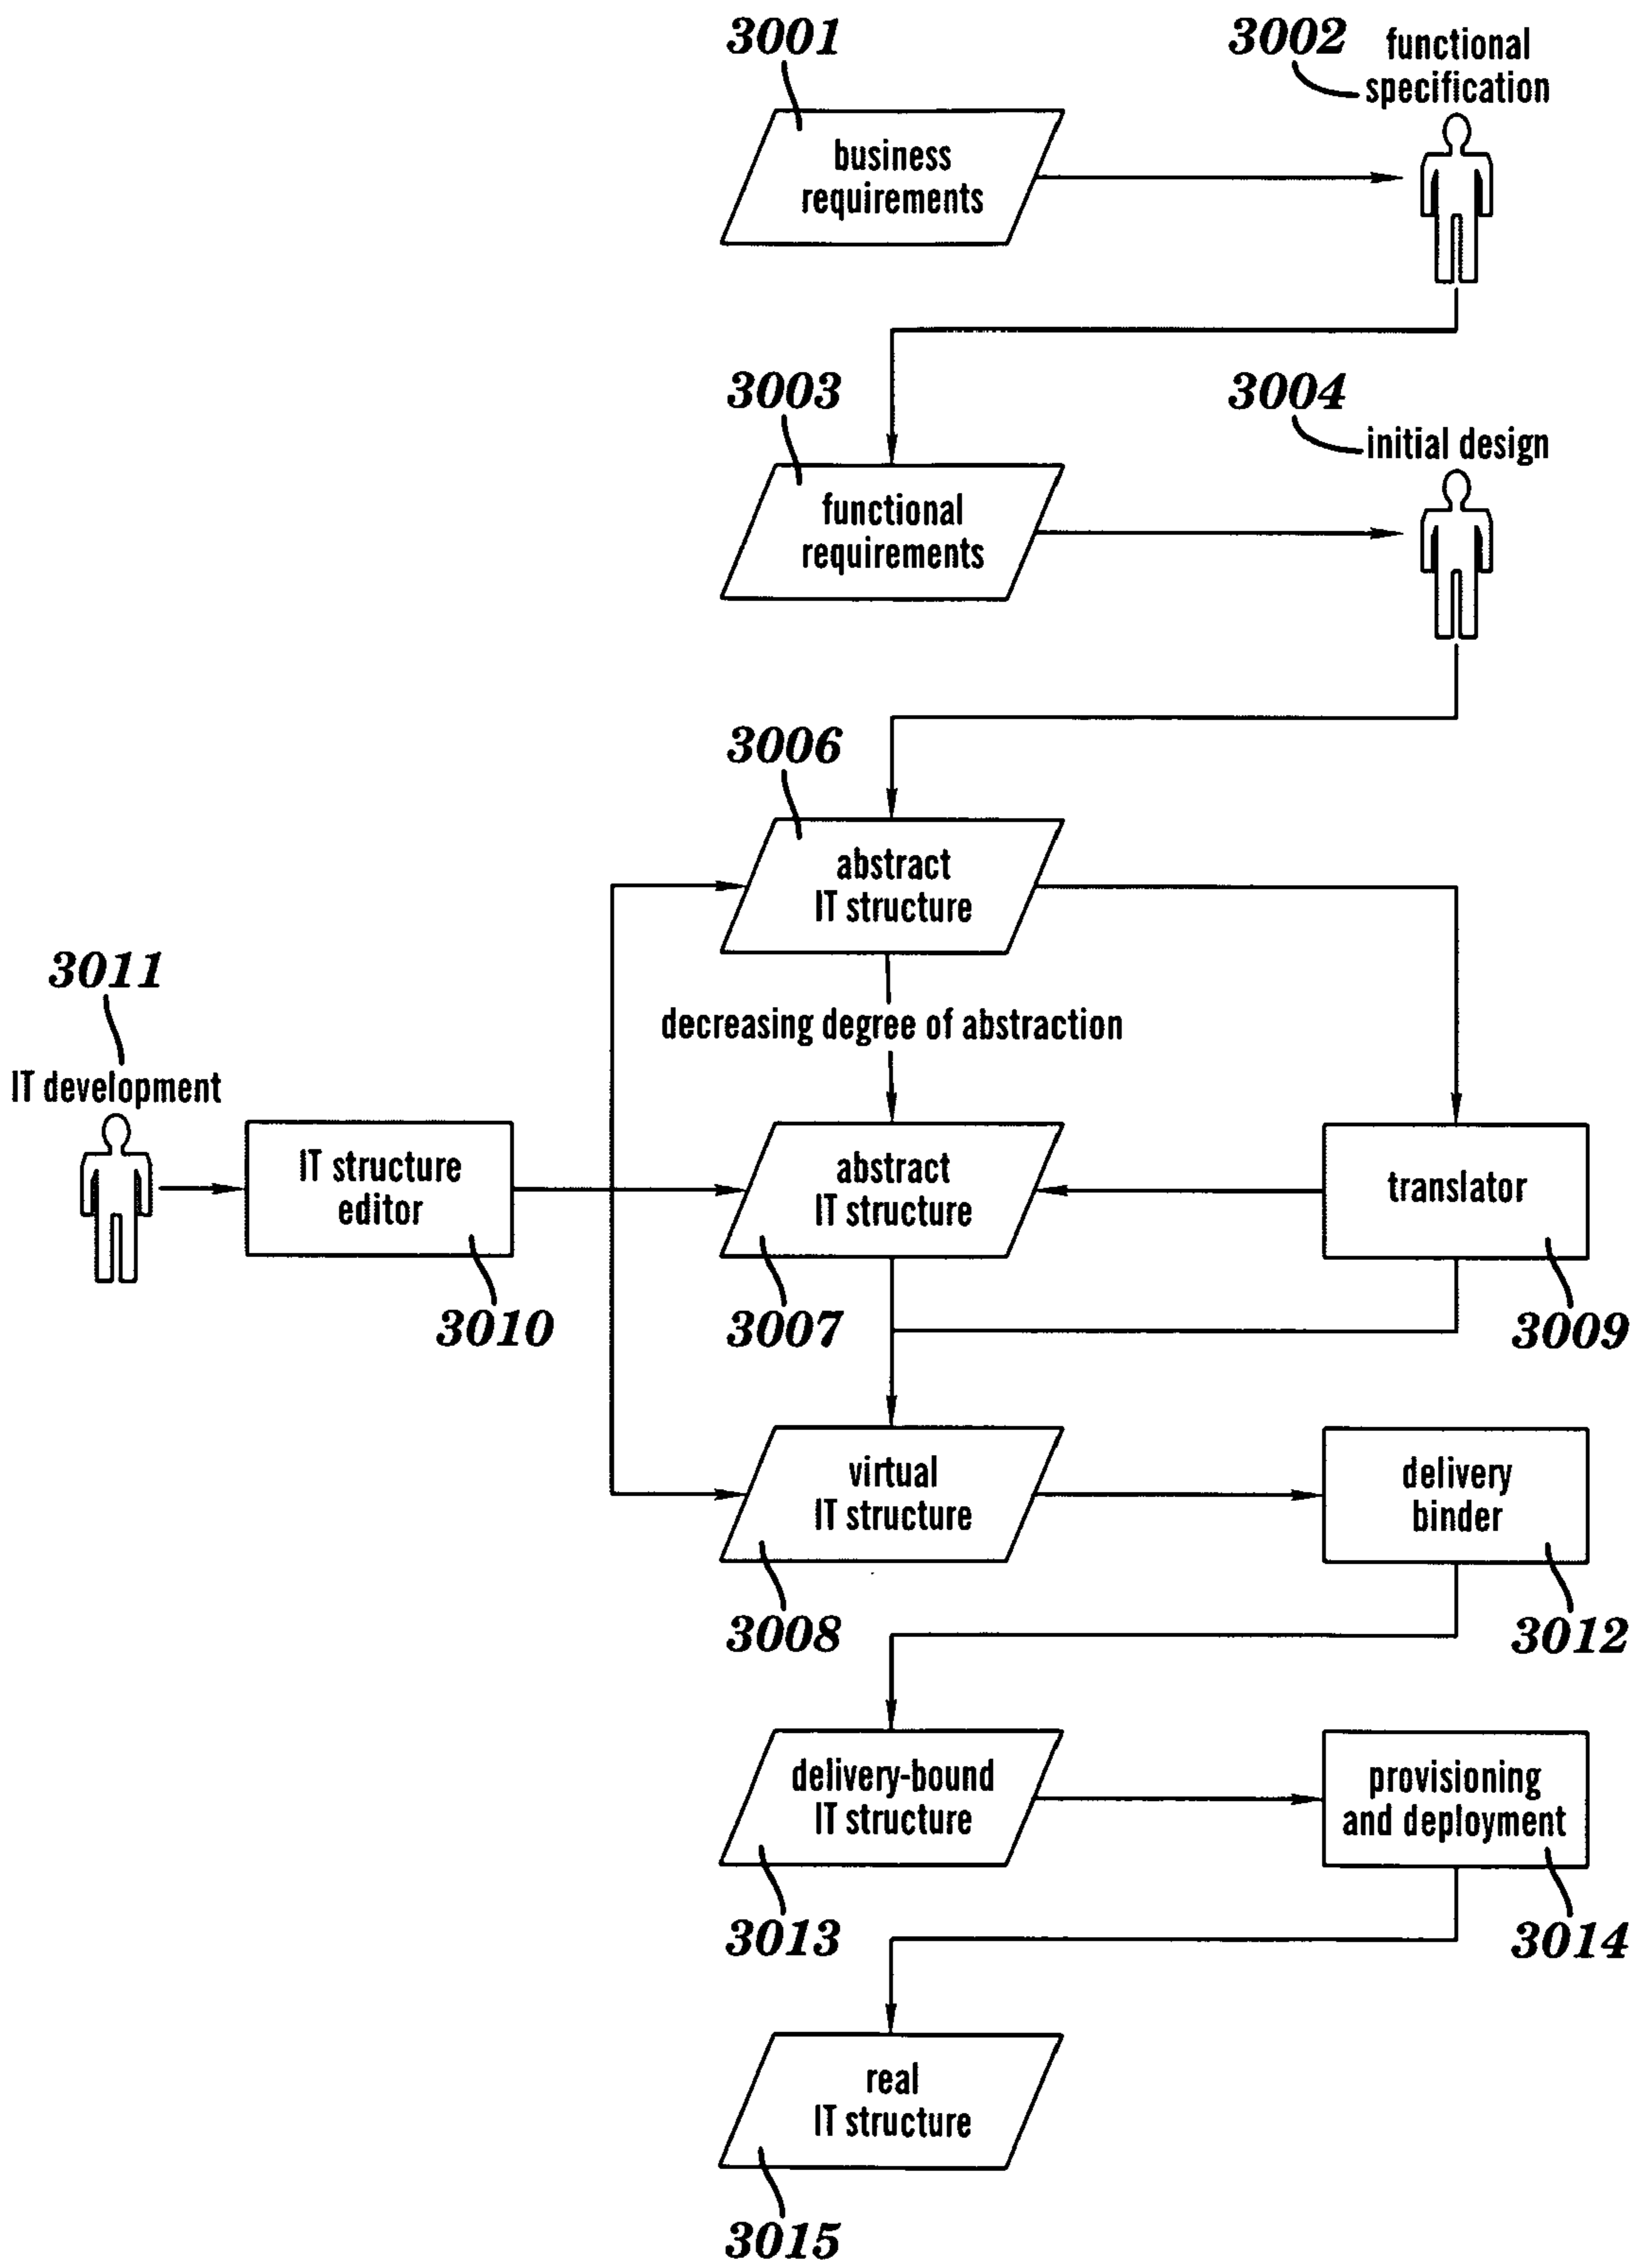 3001
3002
functional
specification
business
requirements
3003
3004
initial design
functional
requirements
3006
abstract
IT structure
3011
decreasing degree of abstraction
IT development
IT structure
editor
abstract
IT structure
translator
3010
3007
3009
virtual
IT structure
delivery
binder
3008
3012
delivery-bound
IT structure
provisioning
and deployment
3013
3014
real
IT structure
3015